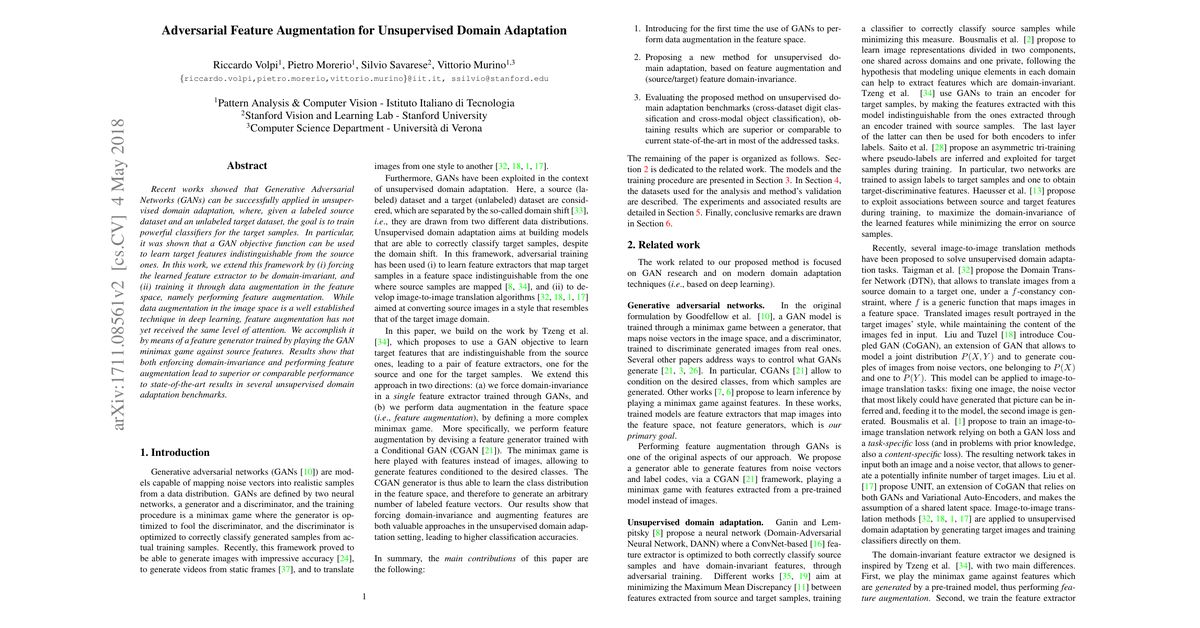 Adversarial Feature Augmentation for Unsupervised Domain Adaptation
Riccardo Volpi1, Pietro Morerio1, Silvio Savarese2, Vittorio Murino1,3
{riccardo.volpi,pietro.morerio,vittorio.murino}@iit.it, ssilvio@stanford.edu
1Pattern Analysis & Computer Vision - Istituto Italiano di Tecnologia
2Stanford Vision and Learning Lab - Stanford University
3Computer Science Department - Università di Verona
arXiv:1711.08561v2 [cs.CV] 4 May 2018
Abstract
Recent works showed that Generative Adversarial
Networks (GANs) can be successfully applied in unsuper-
vised domain adaptation, where, given a labeled source
dataset and an unlabeled target dataset, the goal is to train
powerful classifiers for the target samples. In particular,
it was shown that a GAN objective function can be used
to learn target features indistinguishable from the source
ones. In this work, we extend this framework by (i) forcing
the learned feature extractor to be domain-invariant, and
(ii) training it through data augmentation in the feature
space, namely performing feature augmentation. While
data augmentation in the image space is a well established
technique in deep learning, feature augmentation has not
yet received the same level of attention. We accomplish it
by means of a feature generator trained by playing the GAN
minimax game against source features. Results show that
both enforcing domain-invariance and performing feature
augmentation lead to superior or comparable performance
to state-of-the-art results in several unsupervised domain
adaptation benchmarks.
1. Introduction
Generative adversarial networks (GANs [10]) are mod-
els capable of mapping noise vectors into realistic samples
from a data distribution. GANs are defined by two neural
networks, a generator and a discriminator, and the training
procedure is a minimax game where the generator is op-
timized to fool the discriminator, and the discriminator is
optimized to correctly classify generated samples from ac-
tual training samples. Recently, this framework proved to
be able to generate images with impressive accuracy [24],
to generate videos from static frames [37], and to translate
images from one style to another [32, 18, 1, 17].
Furthermore, GANs have been exploited in the context
of unsupervised domain adaptation. Here, a source (la-
beled) dataset and a target (unlabeled) dataset are consid-
ered, which are separated by the so-called domain shift [33],
i.e., they are drawn from two different data distributions.
Unsupervised domain adaptation aims at building models
that are able to correctly classify target samples, despite
the domain shift. In this framework, adversarial training
has been used (i) to learn feature extractors that map target
samples in a feature space indistinguishable from the one
where source samples are mapped [8, 34], and (ii) to de-
velop image-to-image translation algorithms [32, 18, 1, 17]
aimed at converting source images in a style that resembles
that of the target image domain.
In this paper, we build on the work by Tzeng et al.
[34], which proposes to use a GAN objective to learn
target features that are indistinguishable from the source
ones, leading to a pair of feature extractors, one for the
source and one for the target samples. We extend this
approach in two directions: (a) we force domain-invariance
in a single feature extractor trained through GANs, and
(b) we perform data augmentation in the feature space
(i.e., feature augmentation), by defining a more complex
minimax game. More specifically, we perform feature
augmentation by devising a feature generator trained with
a Conditional GAN (CGAN [21]). The minimax game is
here played with features instead of images, allowing to
generate features conditioned to the desired classes. The
CGAN generator is thus able to learn the class distribution
in the feature space, and therefore to generate an arbitrary
number of labeled feature vectors. Our results show that
forcing domain-invariance and augmenting features are
both valuable approaches in the unsupervised domain adap-
tation setting, leading to higher classification accuracies.
In summary, the main contributions of this paper are
the following:
1
1. Introducing for the first time the use of GANs to per-
form data augmentation in the feature space.
2. Proposing a new method for unsupervised do-
main adaptation, based on feature augmentation and
(source/target) feature domain-invariance.
3. Evaluating the proposed method on unsupervised do-
main adaptation benchmarks (cross-dataset digit clas-
sification and cross-modal object classification), ob-
taining results which are superior or comparable to
current state-of-the-art in most of the addressed tasks.
The remaining of the paper is organized as follows. Sec-
tion 2 is dedicated to the related work. The models and the
training procedure are presented in Section 3. In Section 4,
the datasets used for the analysis and method's validation
are described. The experiments and associated results are
detailed in Section 5. Finally, conclusive remarks are drawn
in Section 6.
2. Related work
The work related to our proposed method is focused
on GAN research and on modern domain adaptation
techniques (i.e., based on deep learning).
Generative adversarial networks. In the original
formulation by Goodfellow et al. [10], a GAN model is
trained through a minimax game between a generator, that
maps noise vectors in the image space, and a discriminator,
trained to discriminate generated images from real ones.
Several other papers address ways to control what GANs
generate [21, 3, 26]. In particular, CGANs [21] allow to
condition on the desired classes, from which samples are
generated. Other works [7, 6] propose to learn inference by
playing a minimax game against features. In these works,
trained models are feature extractors that map images into
the feature space, not feature generators, which is our
primary goal.
Performing feature augmentation through GANs is
one of the original aspects of our approach. We propose
a generator able to generate features from noise vectors
and label codes, via a CGAN [21] framework, playing a
minimax game with features extracted from a pre-trained
model instead of images.
Unsupervised domain adaptation. Ganin and Lem-
pitsky [8] propose a neural network (Domain-Adversarial
Neural Network, DANN) where a ConvNet-based [16] fea-
ture extractor is optimized to both correctly classify source
samples and have domain-invariant features, through
adversarial training. Different works [35, 19] aim at
minimizing the Maximum Mean Discrepancy [11] between
features extracted from source and target samples, training
a classifier to correctly classify source samples while
minimizing this measure. Bousmalis et al. [2] propose to
learn image representations divided in two components,
one shared across domains and one private, following the
hypothesis that modeling unique elements in each domain
can help to extract features which are domain-invariant.
Tzeng et al. [34] use GANs to train an encoder for
target samples, by making the features extracted with this
model indistinguishable from the ones extracted through
an encoder trained with source samples. The last layer
of the latter can then be used for both encoders to infer
labels. Saito et al. [28] propose an asymmetric tri-training
where pseudo-labels are inferred and exploited for target
samples during training. In particular, two networks are
trained to assign labels to target samples and one to obtain
target-discriminative features. Haeusser et al. [13] propose
to exploit associations between source and target features
during training, to maximize the domain-invariance of
the learned features while minimizing the error on source
samples.
Recently, several image-to-image translation methods
have been proposed to solve unsupervised domain adapta-
tion tasks. Taigman et al. [32] propose the Domain Trans-
fer Network (DTN), that allows to translate images from a
source domain to a target one, under a f-constancy con-
straint, where f is a generic function that maps images in
a feature space. Translated images result portrayed in the
target images' style, while maintaining the content of the
images fed in input. Liu and Tuzel [18] introduce Cou-
pled GAN (CoGAN), an extension of GAN that allows to
model a joint distribution P(X,Y) and to generate cou-
ples of images from noise vectors, one belonging to P(X)
and one to P(Y). This model can be applied to image-to-
image translation tasks: fixing one image, the noise vector
that most likely could have generated that picture can be in-
ferred and, feeding it to the model, the second image is gen-
erated. Bousmalis et al. [1] propose to train an image-to-
image translation network relying on both a GAN loss and
a task-specific loss (and in problems with prior knowledge,
also a content-specific loss). The resulting network takes in
input both an image and a noise vector, that allows to gener-
ate a potentially infinite number of target images. Liu et al.
[17] propose UNIT, an extension of CoGAN that relies on
both GANs and Variational Auto-Encoders, and makes the
assumption of a shared latent space. Image-to-image trans-
lation methods [32, 18, 1, 17] are applied to unsupervised
domain adaptation by generating target images and training
classifiers directly on them.
The domain-invariant feature extractor we designed is
inspired by Tzeng et al. [34], with two main differences.
First, we play the minimax game against features which
are generated by a pre-trained model, thus performing fea-
ture augmentation. Second, we train the feature extractor